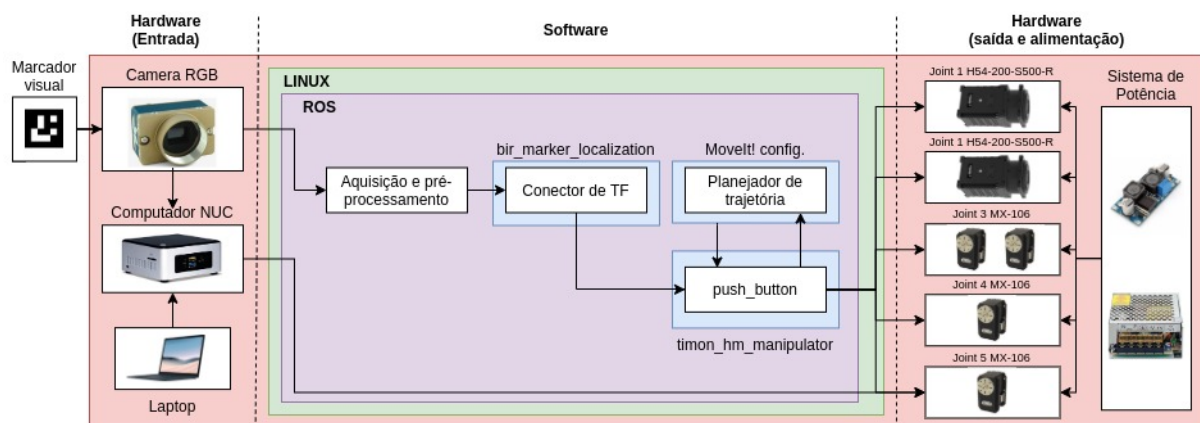 Hardware
(Entrada)
Software
Hardware
(saída e alimentação)
Marcador
visual
Camera RGB
Computador NUC
Laptop
LINUX
ROS
Aquisição e pré-
processamento
bir_marker_localization
Conector de TF
MoveIt! config.
Planejador de
trajetória
push_button
timon_hm_manipulator
Joint 1 H54-200-S500-R
Joint 1 H54-200-S500-R
Joint 3 MX-106
Joint 4 MX-106
Joint 5 MX-106
Sistema de
Potência